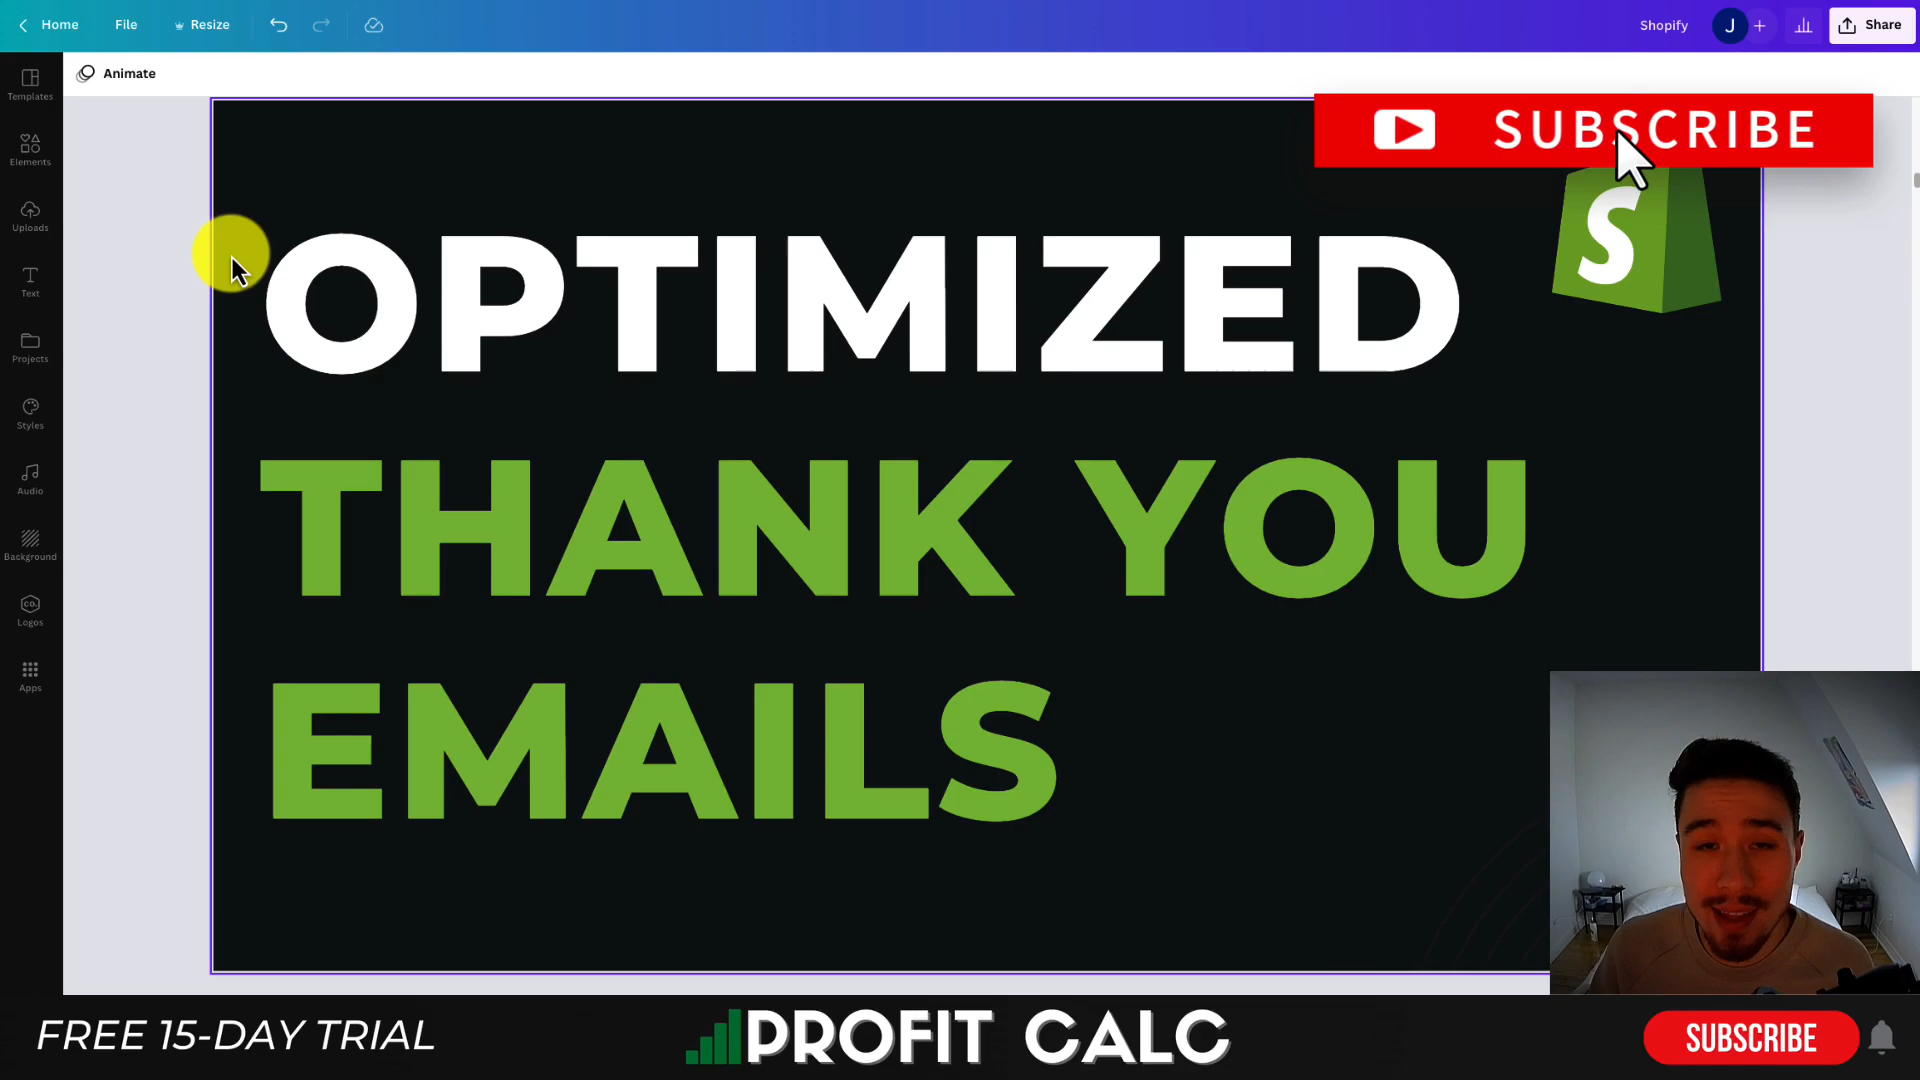 Home File Resize Shopify J Share
Animate
Templates
Elements
Uploads
Text
Projects
Styles
Audio
Background
CO.
Logos
Apps
SUBSCRIBE
S
OPTIMIZED
THANK YOU
EMAILS
FREE 15-DAY TRIAL PROFIT CALC SUBSCRIBE